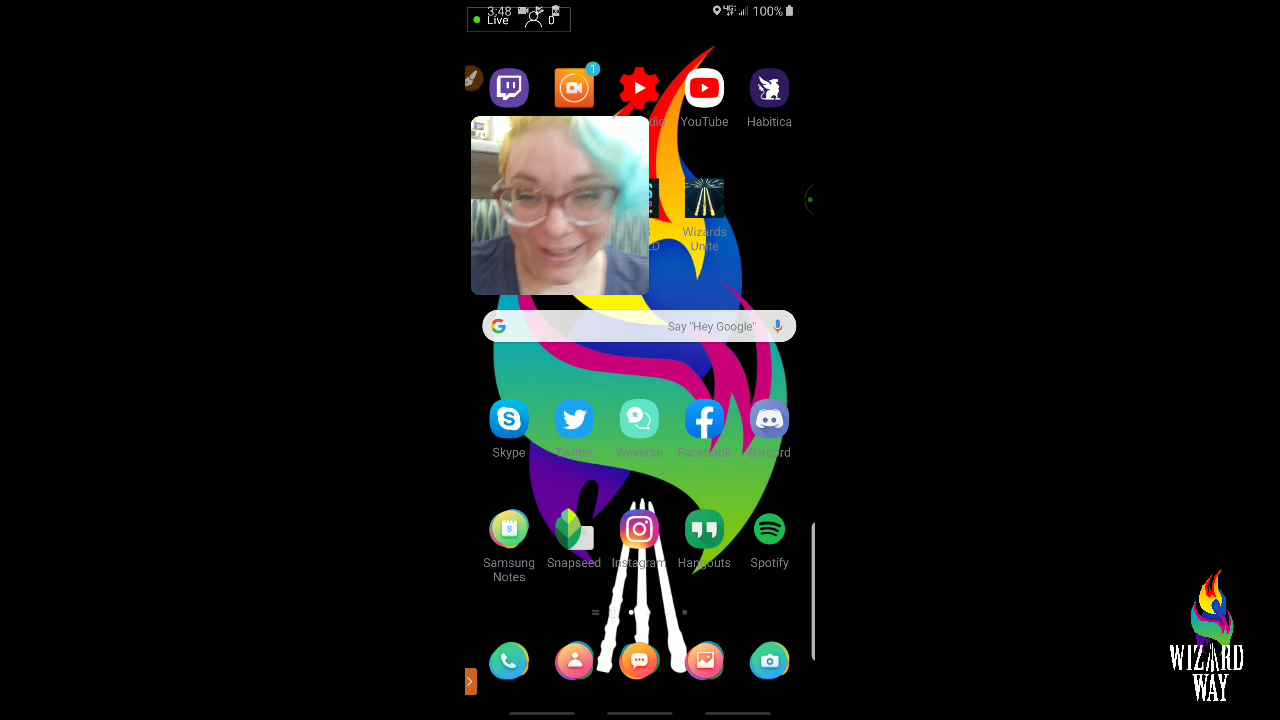 3:48
100%
Live 0
1
YouTube
Habitica
Wizards
Unite
Say "Hey Google"
Skype
Twitter
Weverse
Facebook
Discord
Samsung
Notes
Snapseed
Instagram
Hangouts
Spotify
WIZARD
WAY